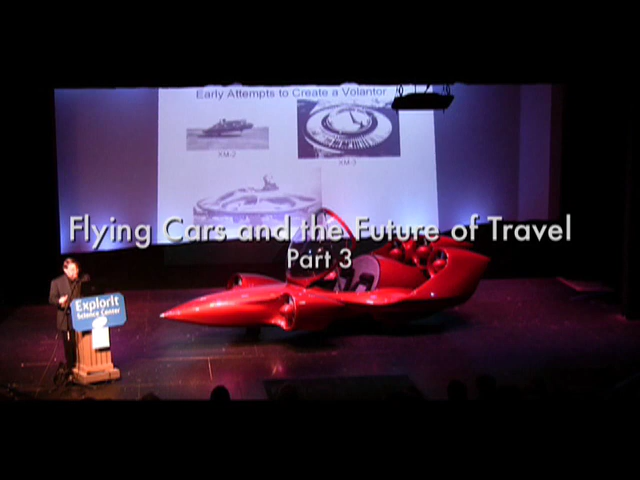 Early Attempts to Create a Volantor
XM-2
XM-3
Flying Cars and the Future of Travel
Part 3
Explorit
Science Center